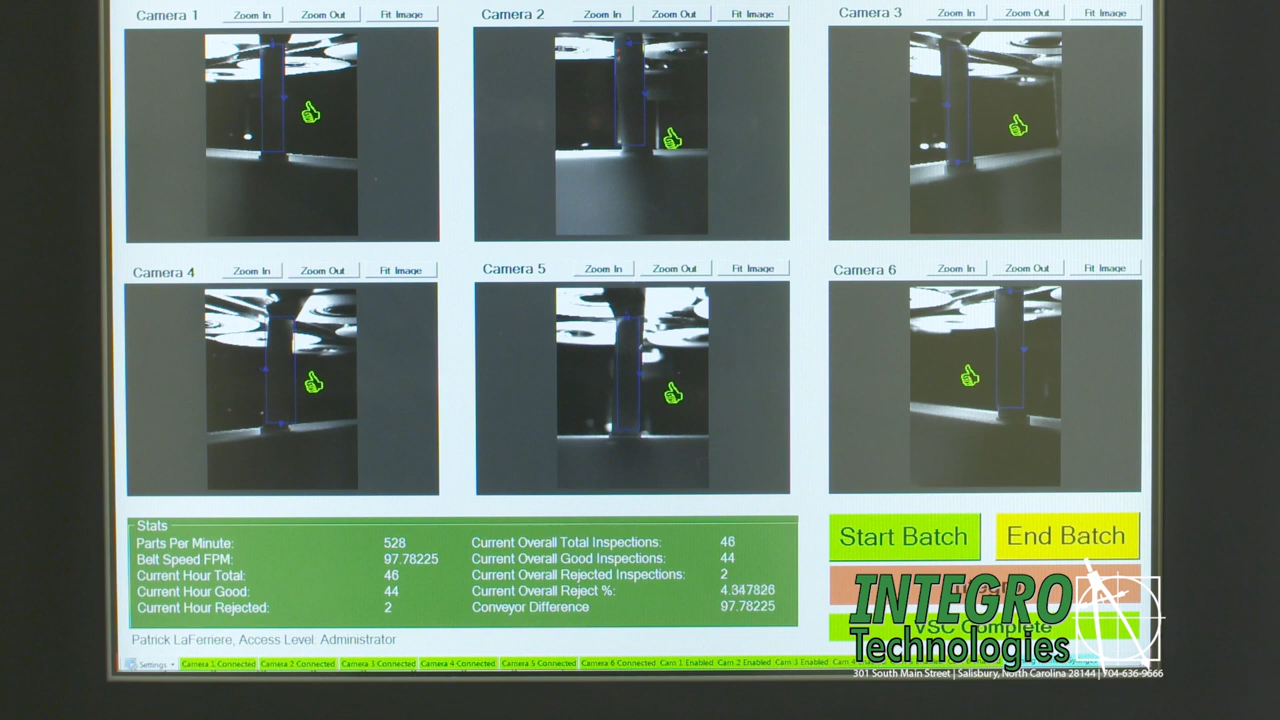 Camera 1 Zoom In Zoom Out Fit Image
Camera 2 Zoom In Zoom Out Fit Image
Camera 3 Zoom In Zoom Out Fit Image
Camera 4 Zoom In Zoom Out Fit Image
Camera 5 Zoom In Zoom Out Fit Image
Camera 6 Zoom In Zoom Out Fit Image
Stats
Parts Per Minute: 528
Belt Speed FPM: 97.78225
Current Hour Total: 46
Current Hour Good: 44
Current Hour Rejected: 2
Current Overall Total Inspections: 46
Current Overall Good Inspections: 44
Current Overall Rejected Inspections: 2
Current Overall Reject %: 4.347826
Conveyor Difference 97.78225
Start Batch
End Batch
VSC Complete
Patrick LaFerriere, Access Level: Administrator
Settings Camera 1 Connected Camera 2 Connected Camera 3 Connected Camera 4 Connected Camera 5 Connected Camera 6 Connected Cam 1 Enabled Cam 2 Enabled Cam 3 Enabled Cam
INTEGRO
Technologies
301 South Main Street | Salisbury, North Carolina 28144 | 704-636-9666